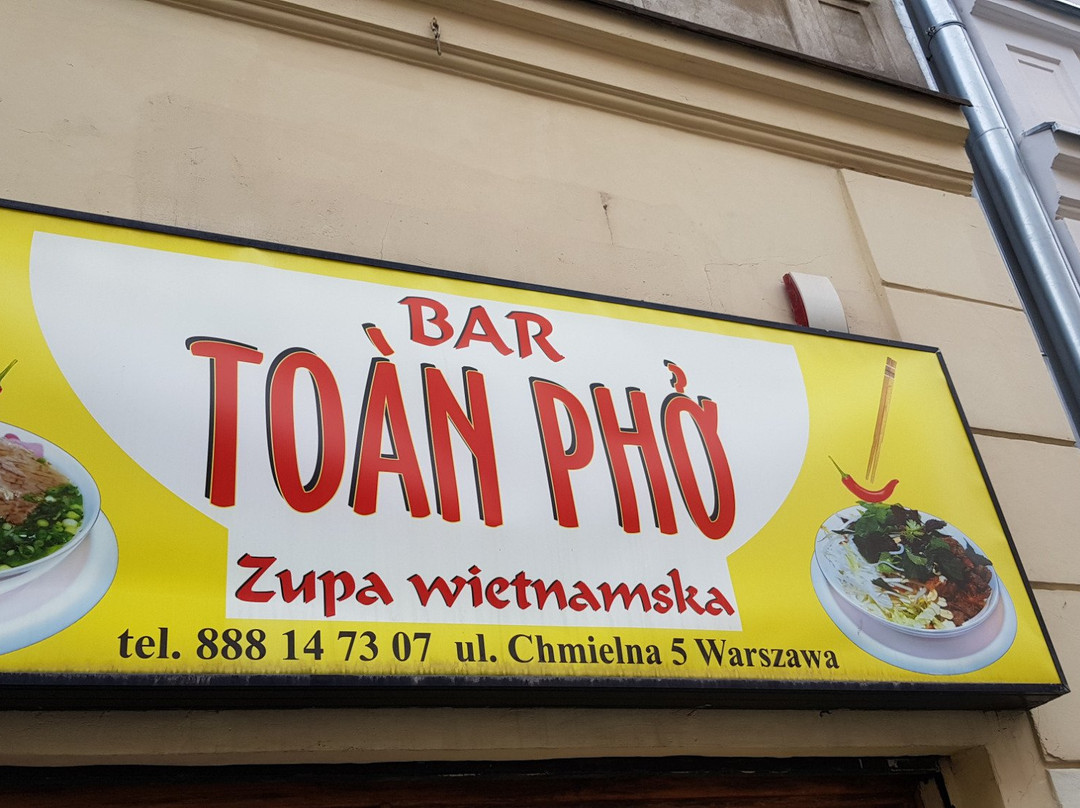 BAR
TOÀN PHỞ
Zupa wietnamska
tel. 888 14 73 07 ul. Chmielna 5 Warszawa